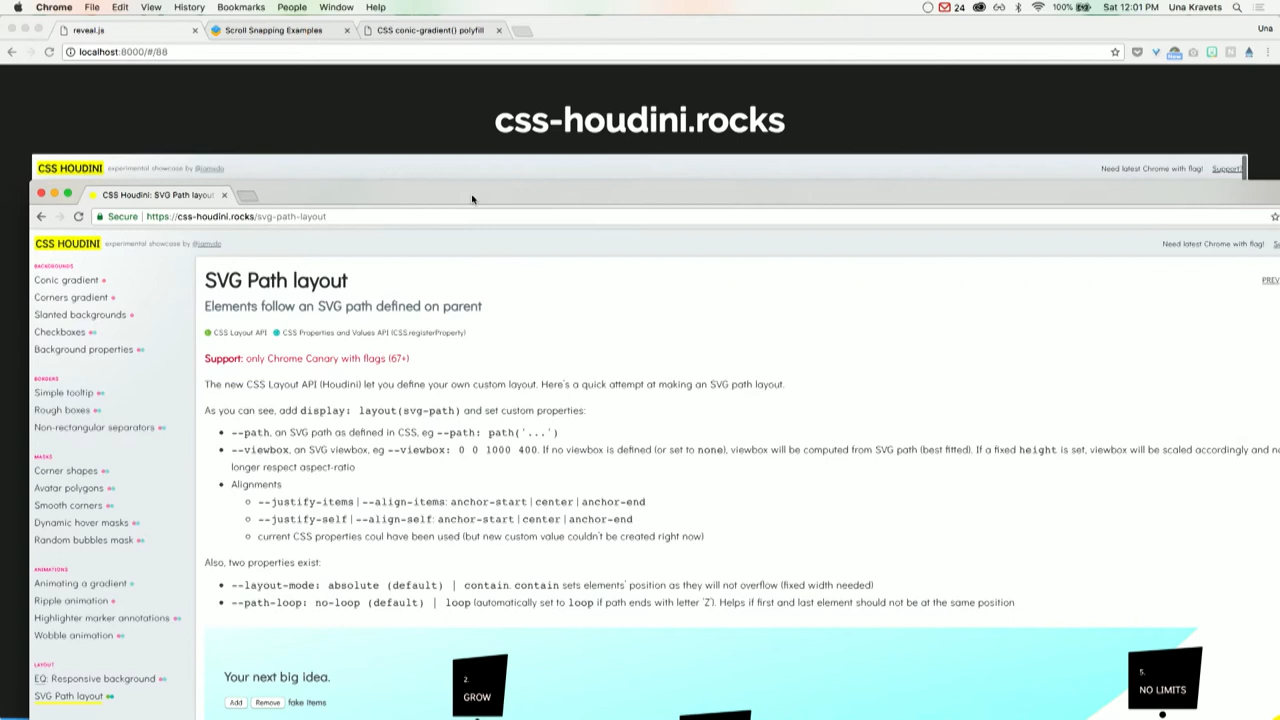 Chrome File Edit View History Bookmarks People Window Help 24 100% Sat 12:01 PM Una Kravets
reveal.js Scroll Snapping Examples CSS conic-gradient() polyfill Una
localhost:8000/#/88
css-houdini.rocks
CSS HOUDINI experimental showcase by @iamvdo Need latest Chrome with flag! Support?
CSS Houdini: SVG Path layou
Secure https://css-houdini.rocks/svg-path-layout
CSS HOUDINI experimental showcase by @iamvdo Need latest Chrome with flag!
BACKGROUNDS
Conic gradient
Corners gradient
Slanted backgrounds
Checkboxes
Background properties
BORDERS
Simple tooltip
Rough boxes
Non-rectangular separators
MASKS
Corner shapes
Avatar polygons
Smooth corners
Dynamic hover masks
Random bubbles mask
ANIMATIONS
Animating a gradient
Ripple animation
Highlighter marker annotations
Wobble animation
LAYOUT
EQ: Responsive background
SVG Path layout
SVG Path layout
PREV
Elements follow an SVG path defined on parent
CSS Layout API CSS Properties and Values API (CSS.registerProperty)
Support: only Chrome Canary with flags (67+)
The new CSS Layout API (Houdini) let you define your own custom layout. Here's a quick attempt at making an SVG path layout.
As you can see, add display: layout(svg-path) and set custom properties:
• --path, an SVG path as defined in CSS, eg --path: path('...')
• --viewbox, an SVG viewbox, eg --viewbox: 0 0 1000 400. If no viewbox is defined (or set to none), viewbox will be computed from SVG path (best fitted). If a fixed height is set, viewbox will be scaled accordingly and no
longer respect aspect-ratio
• Alignments
--justify-items | --align-items: anchor-start | center | anchor-end
--justify-self | --align-self: anchor-start | center | anchor-end
current CSS properties coul have been used (but new custom value couldn't be created right now)
Also, two properties exist:
• --layout-mode: absolute (default) | contain. contain sets elements' position as they will not overflow (fixed width needed)
• --path-loop: no-loop (default) | loop (automatically set to loop if path ends with letter 'Z'). Helps if first and last element should not be at the same position
Your next big idea.
Add Remove fake items
2.
GROW
5.
NO LIMITS